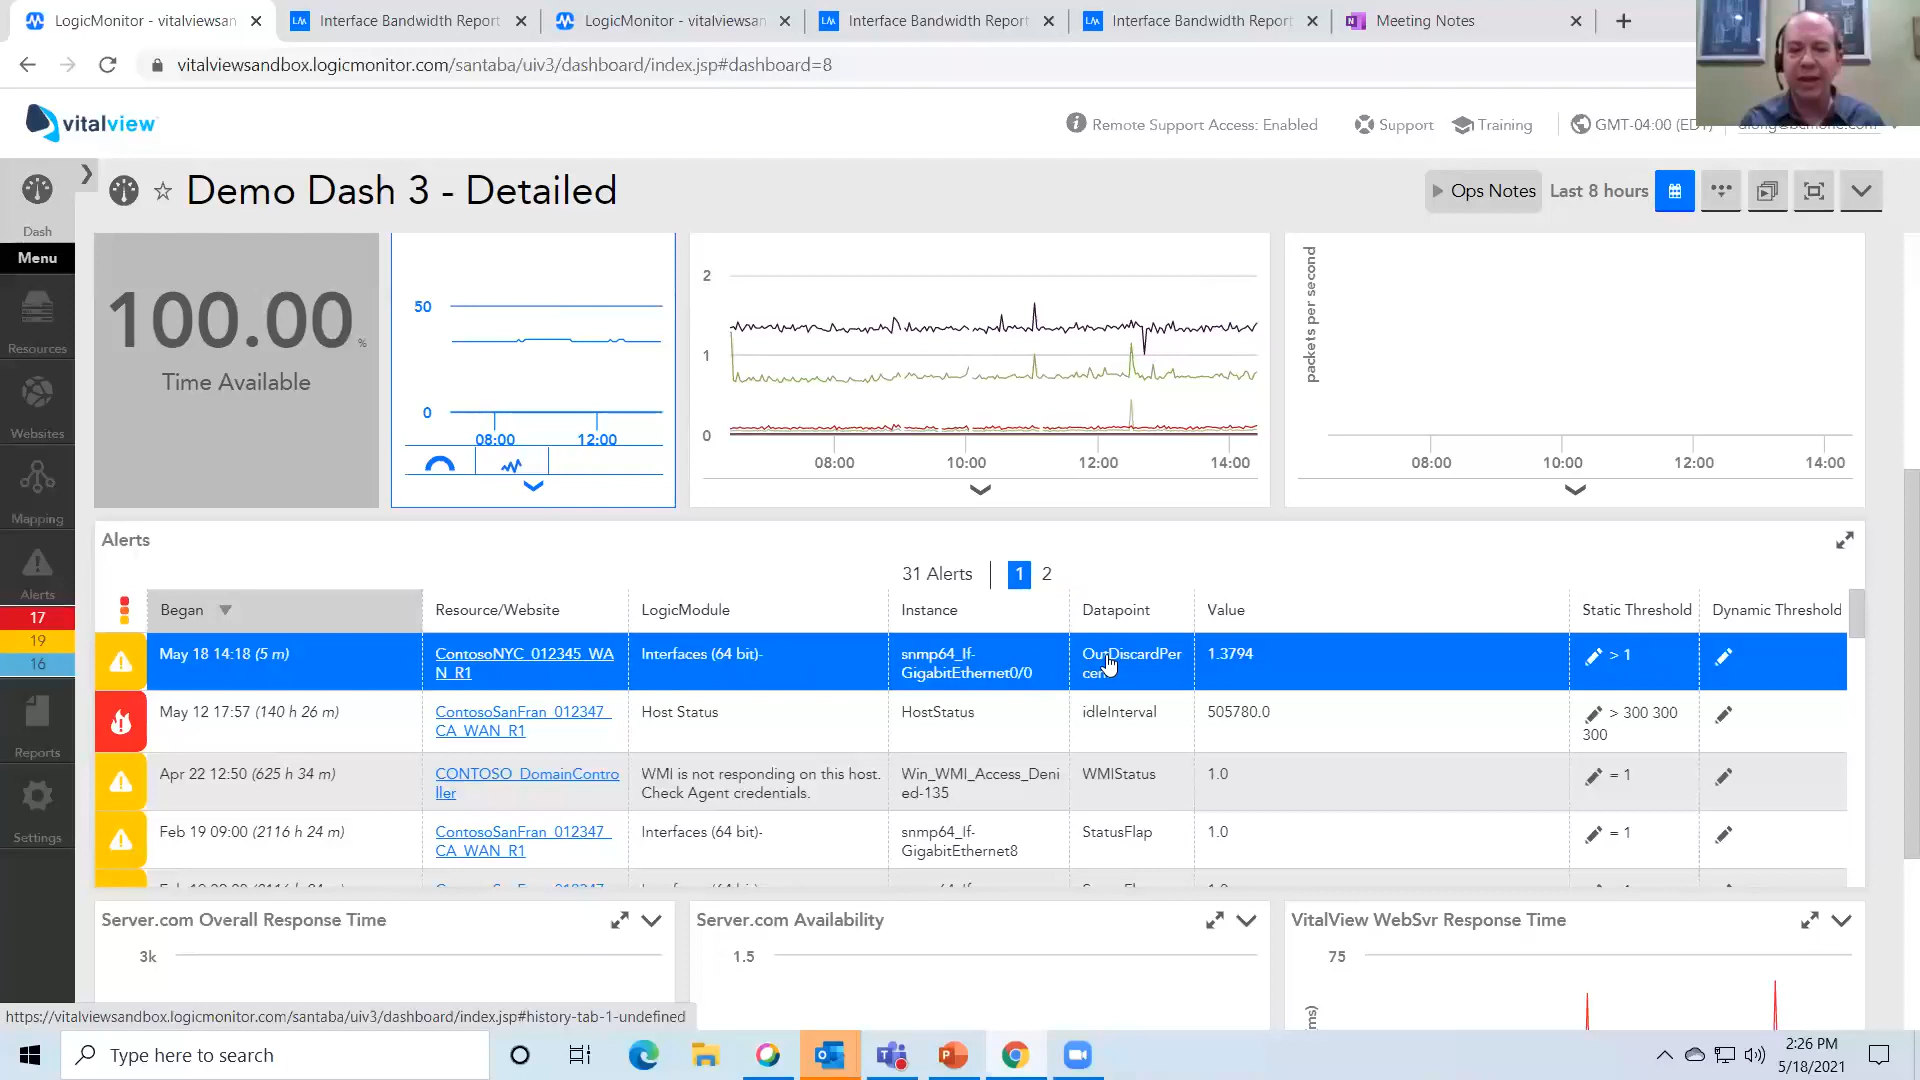 LogicMonitor - vitalviewsan
Interface Bandwidth Report
LogicMonitor - vitalviewsan
Interface Bandwidth Report
Interface Bandwidth Report
Meeting Notes
vitalviewsandbox.logicmonitor.com/santaba/uiv3/dashboard/index.jsp#dashboard=8
vitalview
Remote Support Access: Enabled
Support
Training
GMT-04:00 (EDT)
Demo Dash 3 - Detailed
Ops Notes
Last 8 hours
Dash
Menu
Resources
Websites
Mapping
Alerts
17
19
16
Reports
Settings
100.00
%
Time Available
50
0
08:00 12:00
2
1
0
08:00 10:00 12:00 14:00
packets per second
08:00 10:00 12:00 14:00
Alerts
31 Alerts 1 2
Began Resource/Website LogicModule Instance Datapoint Value Static Threshold Dynamic Threshold
May 18 14:18 (5 m) ContosoNYC_012345_WA Interfaces (64 bit)- snmp64_If- OutDiscardPer 1.3794 > 1
N_R1 GigabitEthernet0/0
May 12 17:57 (140 h 26 m) ContosoSanFran_012347_ Host Status HostStatus idleInterval 505780.0 > 300 300
CA_WAN_R1 300
Apr 22 12:50 (625 h 34 m) CONTOSO_DomainContro WMI is not responding on this host. Win_WMI_Access_Deni WMIStatus 1.0 = 1
ller Check Agent credentials. ed-135
Feb 19 09:00 (2116 h 24 m) ContosoSanFran_012347_ Interfaces (64 bit)- snmp64_If- StatusFlap 1.0 = 1
CA_WAN_R1 GigabitEthernet8
Server.com Overall Response Time
3k
Server.com Availability
1.5
VitalView WebSvr Response Time
75
ms)
https://vitalviewsandbox.logicmonitor.com/santaba/uiv3/dashboard/index.jsp#history-tab-1-undefined
Type here to search
2:26 PM
5/18/2021